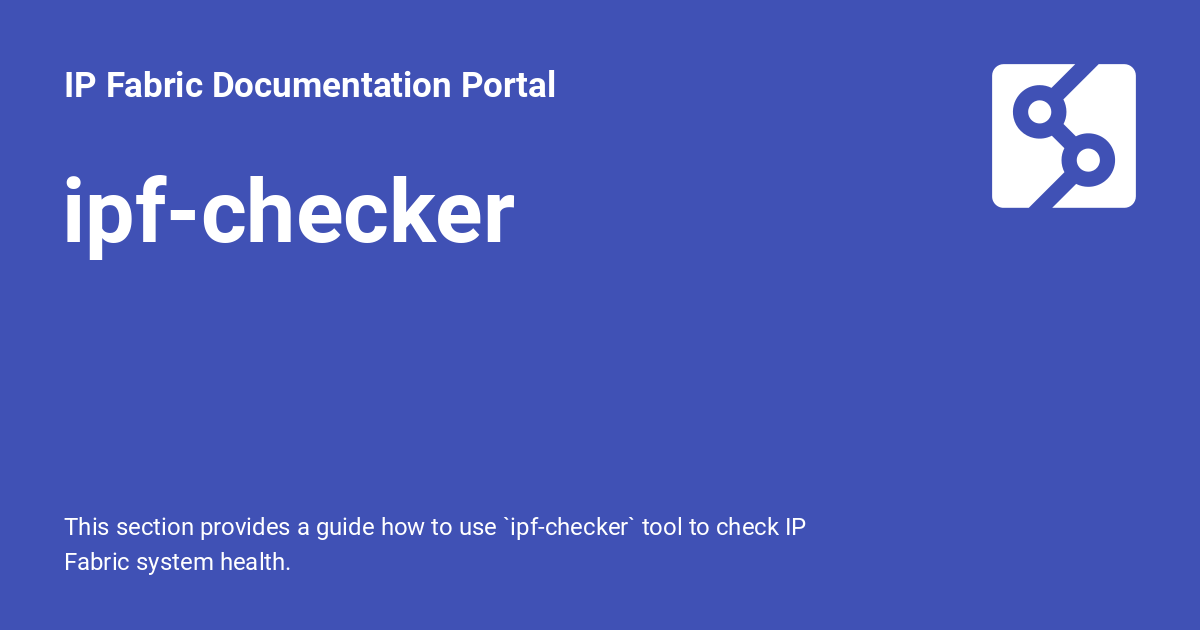 IP Fabric Documentation Portal
ipf-checker
This section provides a guide how to use `ipf-checker` tool to check IP
Fabric system health.